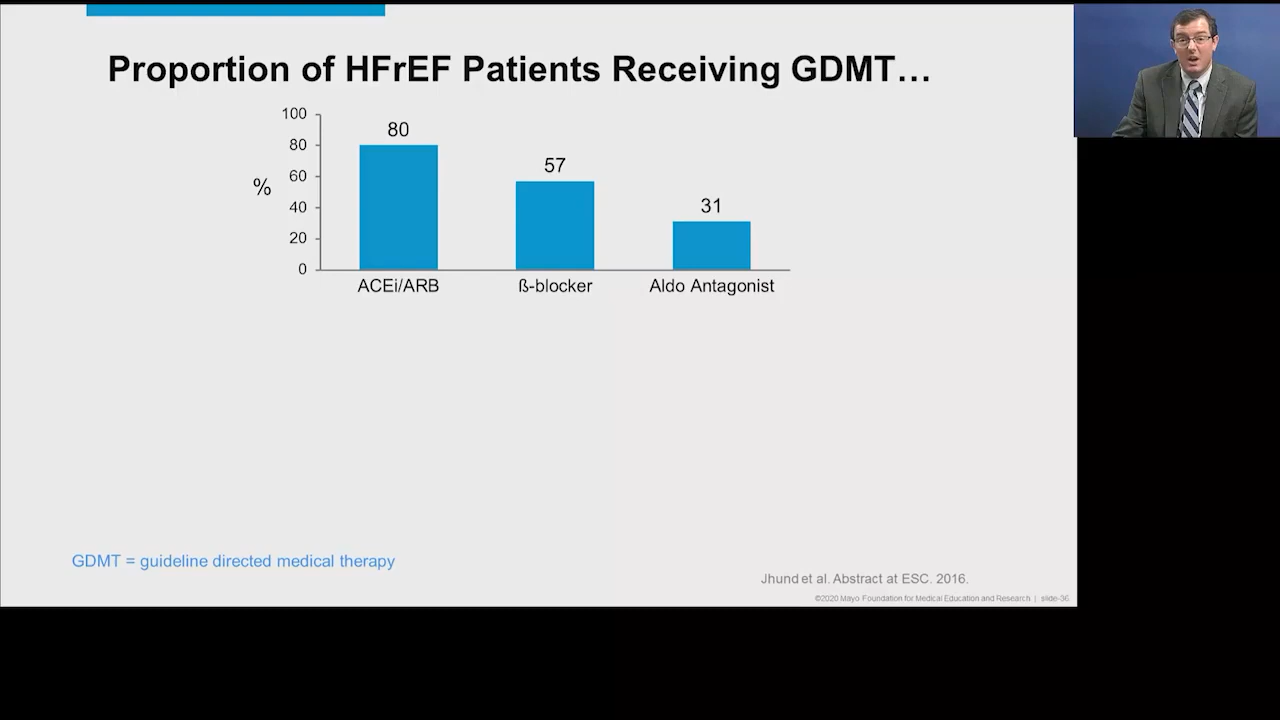 Proportion of HFrEF Patients Receiving GDMT…
100
80
60
40
20
0
%
80
57
31
ACEi/ARB
ß-blocker
Aldo Antagonist
GDMT = guideline directed medical therapy
Jhund et al. Abstract at ESC. 2016.
©2020 Mayo Foundation for Medical Education and Research | slide-36